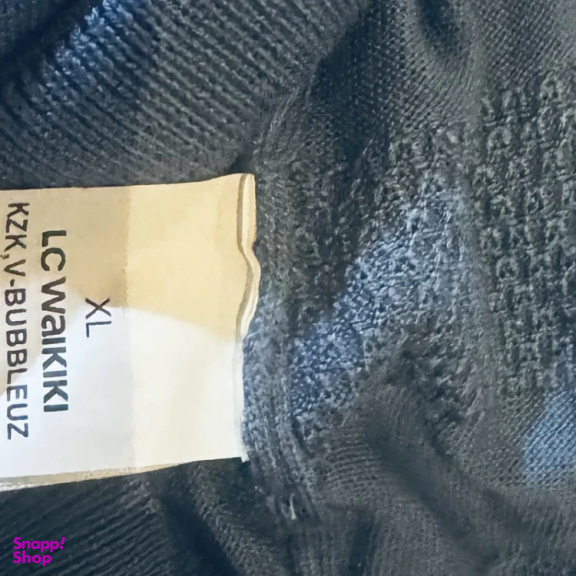 XL
LC WaIKIKI
KZK,V-BUBBLEUZ
Snapp!
Shop